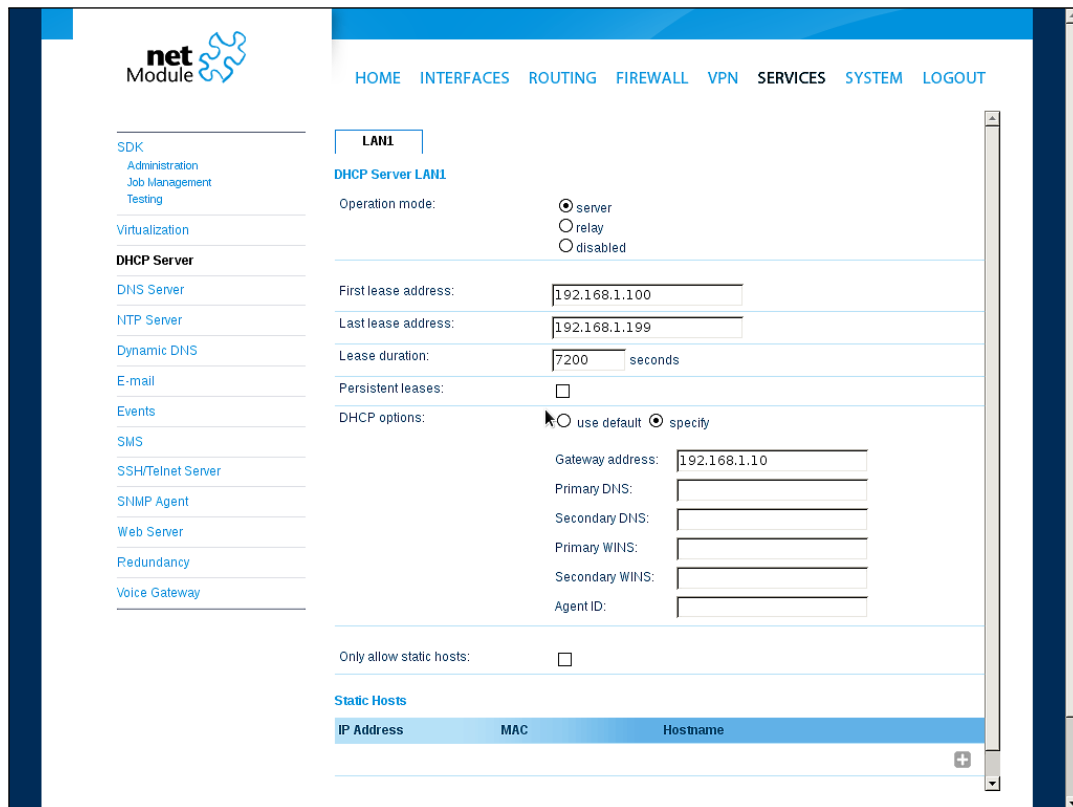 net
Module
HOME INTERFACES ROUTING FIREWALL VPN SERVICES SYSTEM LOGOUT
SDK
Administration
Job Management
Testing
Virtualization
DHCP Server
DNS Server
NTP Server
Dynamic DNS
E-mail
Events
SMS
SSH/Telnet Server
SNMP Agent
Web Server
Redundancy
Voice Gateway
LAN1
DHCP Server LAN1
Operation mode:
server
relay
disabled
First lease address: 192.168.1.100
Last lease address: 192.168.1.199
Lease duration: 7200 seconds
Persistent leases:
DHCP options: use default specify
Gateway address: 192.168.1.10
Primary DNS:
Secondary DNS:
Primary WINS:
Secondary WINS:
Agent ID:
Only allow static hosts:
Static Hosts
IP Address MAC Hostname